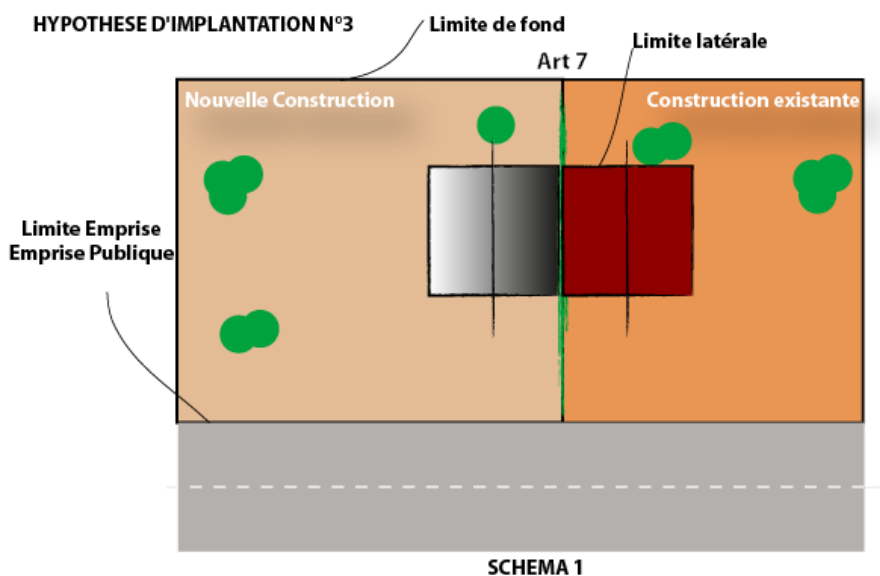 HYPOTHESE D'IMPLANTATION N°3
Limite de fond
Limite latérale
Art 7
Nouvelle Construction
Construction existante
Limite Emprise
Emprise Publique
SCHEMA 1